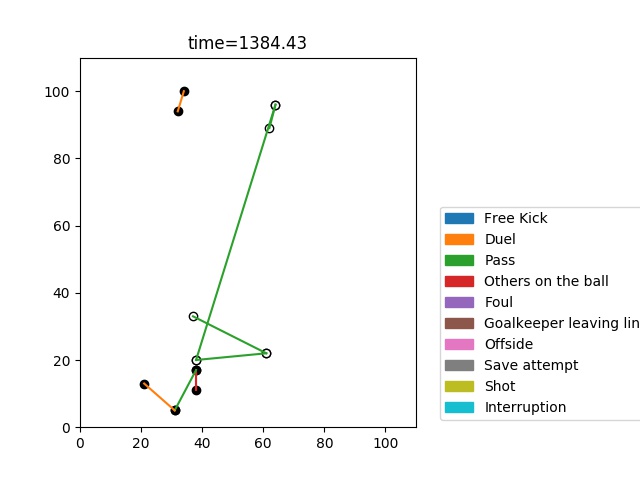 time=1384.43
100
80
60
40
20
0
0 20 40 60 80 100
Free Kick
Duel
Pass
Others on the ball
Foul
Goalkeeper leaving lin
Offside
Save attempt
Shot
Interruption